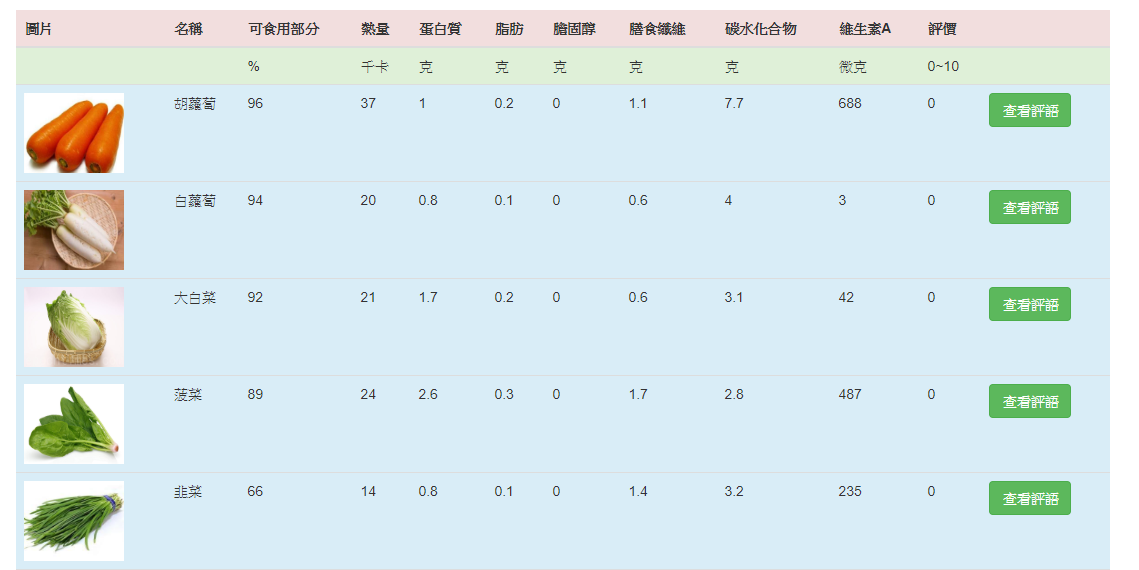 圖片 名稱 可食用部分 熱量 蛋白質 脂肪 膽固醇 膳食纖維 碳水化合物 維生素A 評價
% 千卡 克 克 克 克 克 微克 0~10
胡蘿蔔 96 37 1 0.2 0 1.1 7.7 688 0 查看評語
白蘿蔔 94 20 0.8 0.1 0 0.6 4 3 0 查看評語
大白菜 92 21 1.7 0.2 0 0.6 3.1 42 0 查看評語
菠菜 89 24 2.6 0.3 0 1.7 2.8 487 0 查看評語
韭菜 66 14 0.8 0.1 0 1.4 3.2 235 0 查看評語